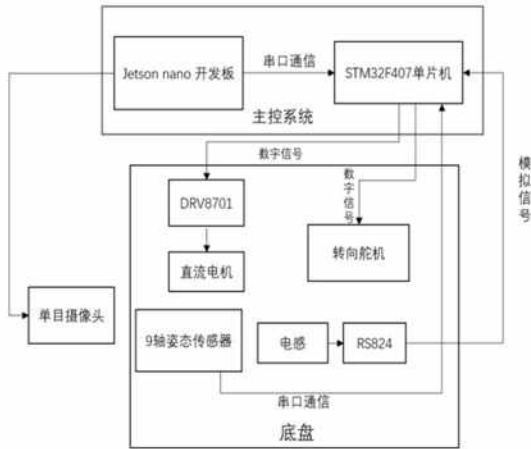 Jetson nano 开发板
串口通信
STM32F407单片机
主控系统
数字信号
数字信号
模拟信号
DRV8701
直流电机
转向舵机
单目摄像头
9轴姿态传感器
电感
RS824
串口通信
底盘